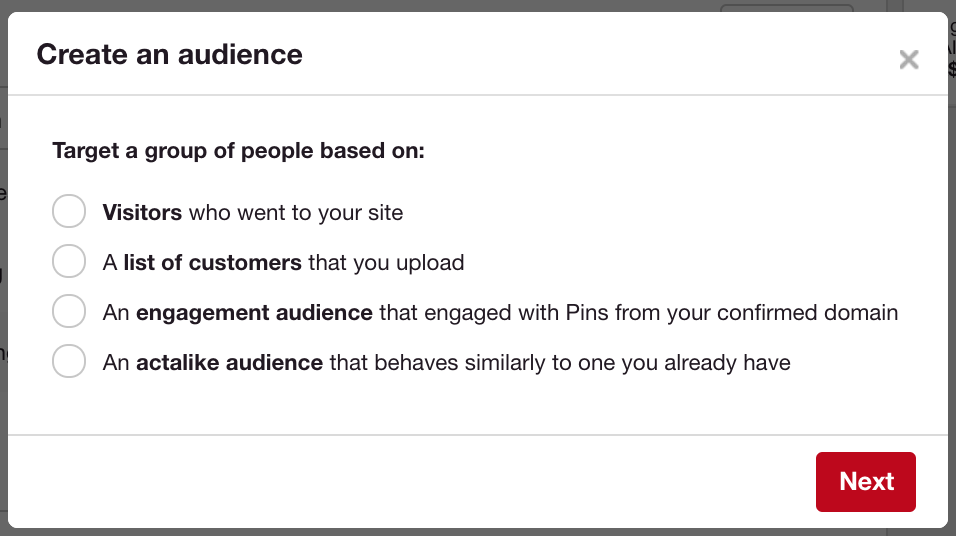 Create an audience
Target a group of people based on:
Visitors who went to your site
A list of customers that you upload
An engagement audience that engaged with Pins from your confirmed domain
An actalike audience that behaves similarly to one you already have
Next